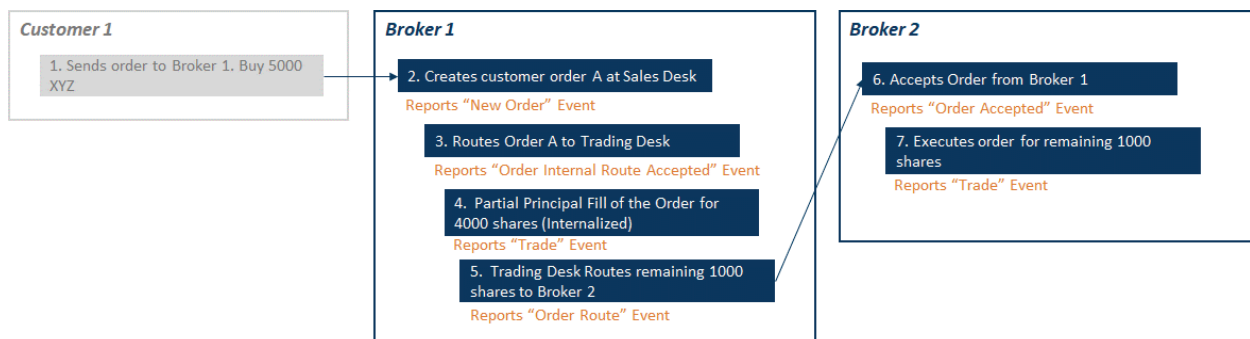 Customer 1
1. Sends order to Broker 1. Buy 5000
XYZ
Broker 1
2. Creates customer order A at Sales Desk
Reports “New Order” Event
3. Routes Order A to Trading Desk
Reports “Order Internal Route Accepted” Event
4. Partial Principal Fill of the Order for
4000 shares (Internalized)
Reports “Trade” Event
5. Trading Desk Routes remaining 1000
shares to Broker 2
Reports “Order Route” Event
Broker 2
6. Accepts Order from Broker 1
Reports “Order Accepted” Event
7. Executes order for remaining 1000
shares
Reports “Trade” Event